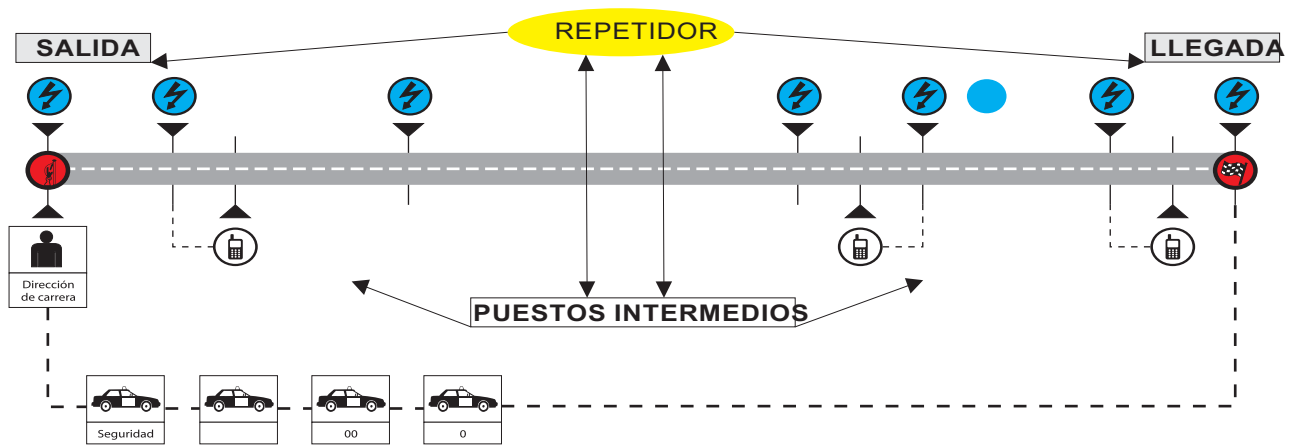 REPETIDOR
SALIDA
LLEGADA
Dirección
de carrera
PUESTOS INTERMEDIOS
Seguridad
00
0